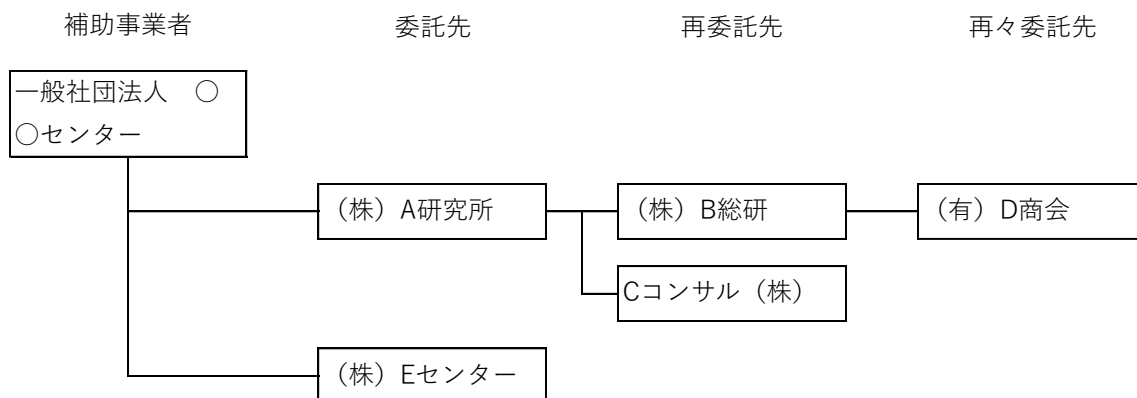 補助事業者 委託先 再委託先 再々委託先
一般社団法人 ○
○センター
（株）A研究所 （株）B総研 （有）D商会
Cコンサル（株）
（株）Eセンター